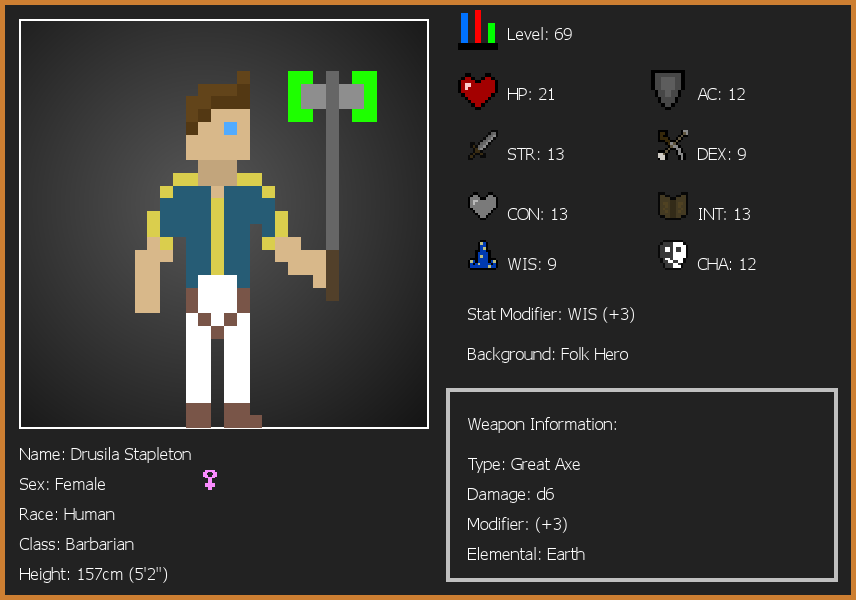 Level: 69
HP: 21
AC: 12
STR: 13
DEX: 9
CON: 13
INT: 13
WIS: 9
CHA: 12
Stat Modifier: WIS (+3)
Background: Folk Hero
Weapon Information:
Type: Great Axe
Damage: d6
Modifier: (+3)
Elemental: Earth
Name: Drusila Stapleton
Sex: Female
Race: Human
Class: Barbarian
Height: 157cm (5'2")